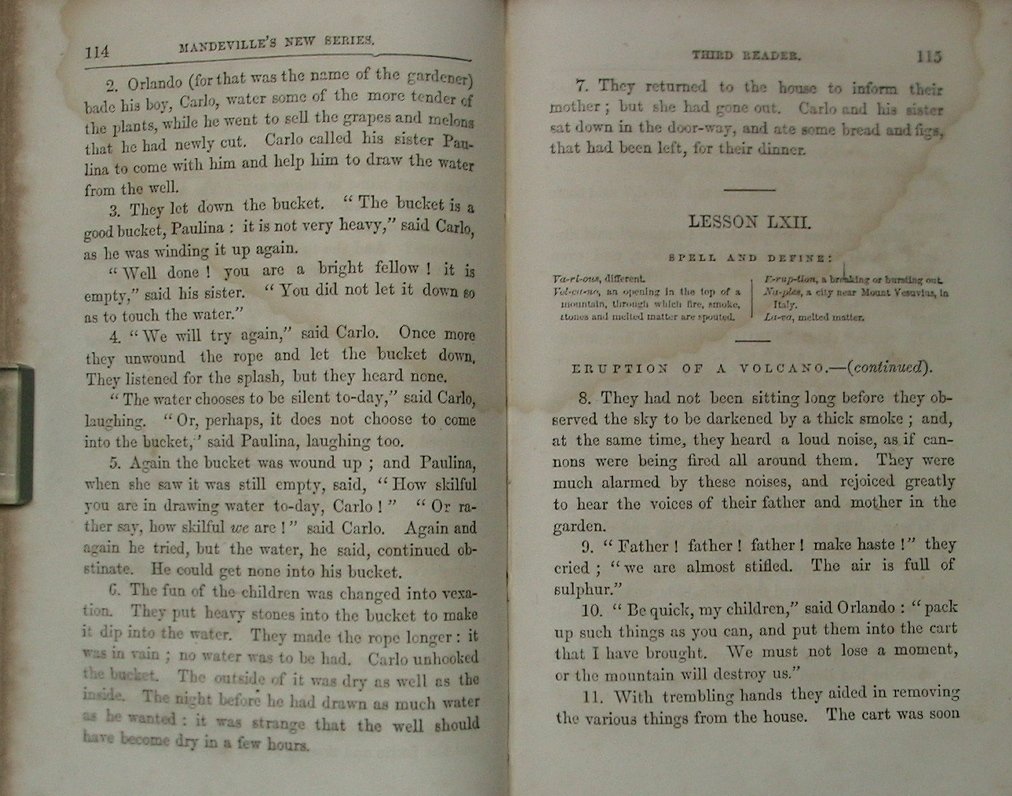 114 MANDEVILLE'S NEW SERIES.
2. Orlando (for that was the name of the gardener)
bade his boy, Carlo, water some of the more tender of
the plants, while he went to sell the grapes and melons
that he had newly cut. Carlo called his sister Pau-
lina to come with him and help him to draw the water
from the well.
3. They let down the bucket. “ The bucket is a
good bucket, Paulina : it is not very heavy,” said Carlo,
as he was winding it up again.
“ Well done ! you are a bright fellow ! it is
empty,” said his sister. “ You did not let it down so
as to touch the water.”
4. “ We will try again,” said Carlo. Once more
they unwound the rope and let the bucket down.
They listened for the splash, but they heard none.
“ The water chooses to be silent to-day,” said Carlo,
laughing. “ Or, perhaps, it does not choose to come
into the bucket,’ said Paulina, laughing too.
5. Again the bucket was wound up ; and Paulina,
when she saw it was still empty, said, “ How skilful
you are in drawing water to-day, Carlo ! ” “ Or ra-
ther say, how skilful we are ! ” said Carlo. Again and
again he tried, but the water, he said, continued ob-
stinate. He could get none into his bucket.
6. The fun of the children was changed into vexa-
tion. They put heavy stones into the bucket to make
it dip into the water. They made the rope longer : it
was in vain ; no water was to be had. Carlo unhooked
the bucket. The outside of it was dry as well as the
inside. The night before he had drawn as much water
as he wanted : it was strange that the well should
have become dry in a few hours.
THIRD READER. 115
7. They returned to the house to inform their
mother ; but she had gone out. Carlo and his sister
sat down in the door-way, and ate some bread and figs,
that had been left, for their dinner.
LESSON LXII.
SPELL AND DEFINE:
Va-ri-ous, different.
Vol-ca-no, an opening in the top of a
mountain, through which fire, smoke,
stones and melted matter are spouted.
E-rup-tion, a breaking or bursting out.
Na-ples, a city near Mount Vesuvius, in
Italy.
La-va, melted matter.
ERUPTION OF A VOLCANO.—(continued).
8. They had not been sitting long before they ob-
served the sky to be darkened by a thick smoke ; and,
at the same time, they heard a loud noise, as if can-
nons were being fired all around them. They were
much alarmed by these noises, and rejoiced greatly
to hear the voices of their father and mother in the
garden.
9. “ Father ! father ! father ! make haste !” they
cried ; “ we are almost stifled. The air is full of
sulphur.”
10. “ Be quick, my children,” said Orlando : “ pack
up such things as you can, and put them into the cart
that I have brought. We must not lose a moment,
or the mountain will destroy us.”
11. With trembling hands they aided in removing
the various things from the house. The cart was soon